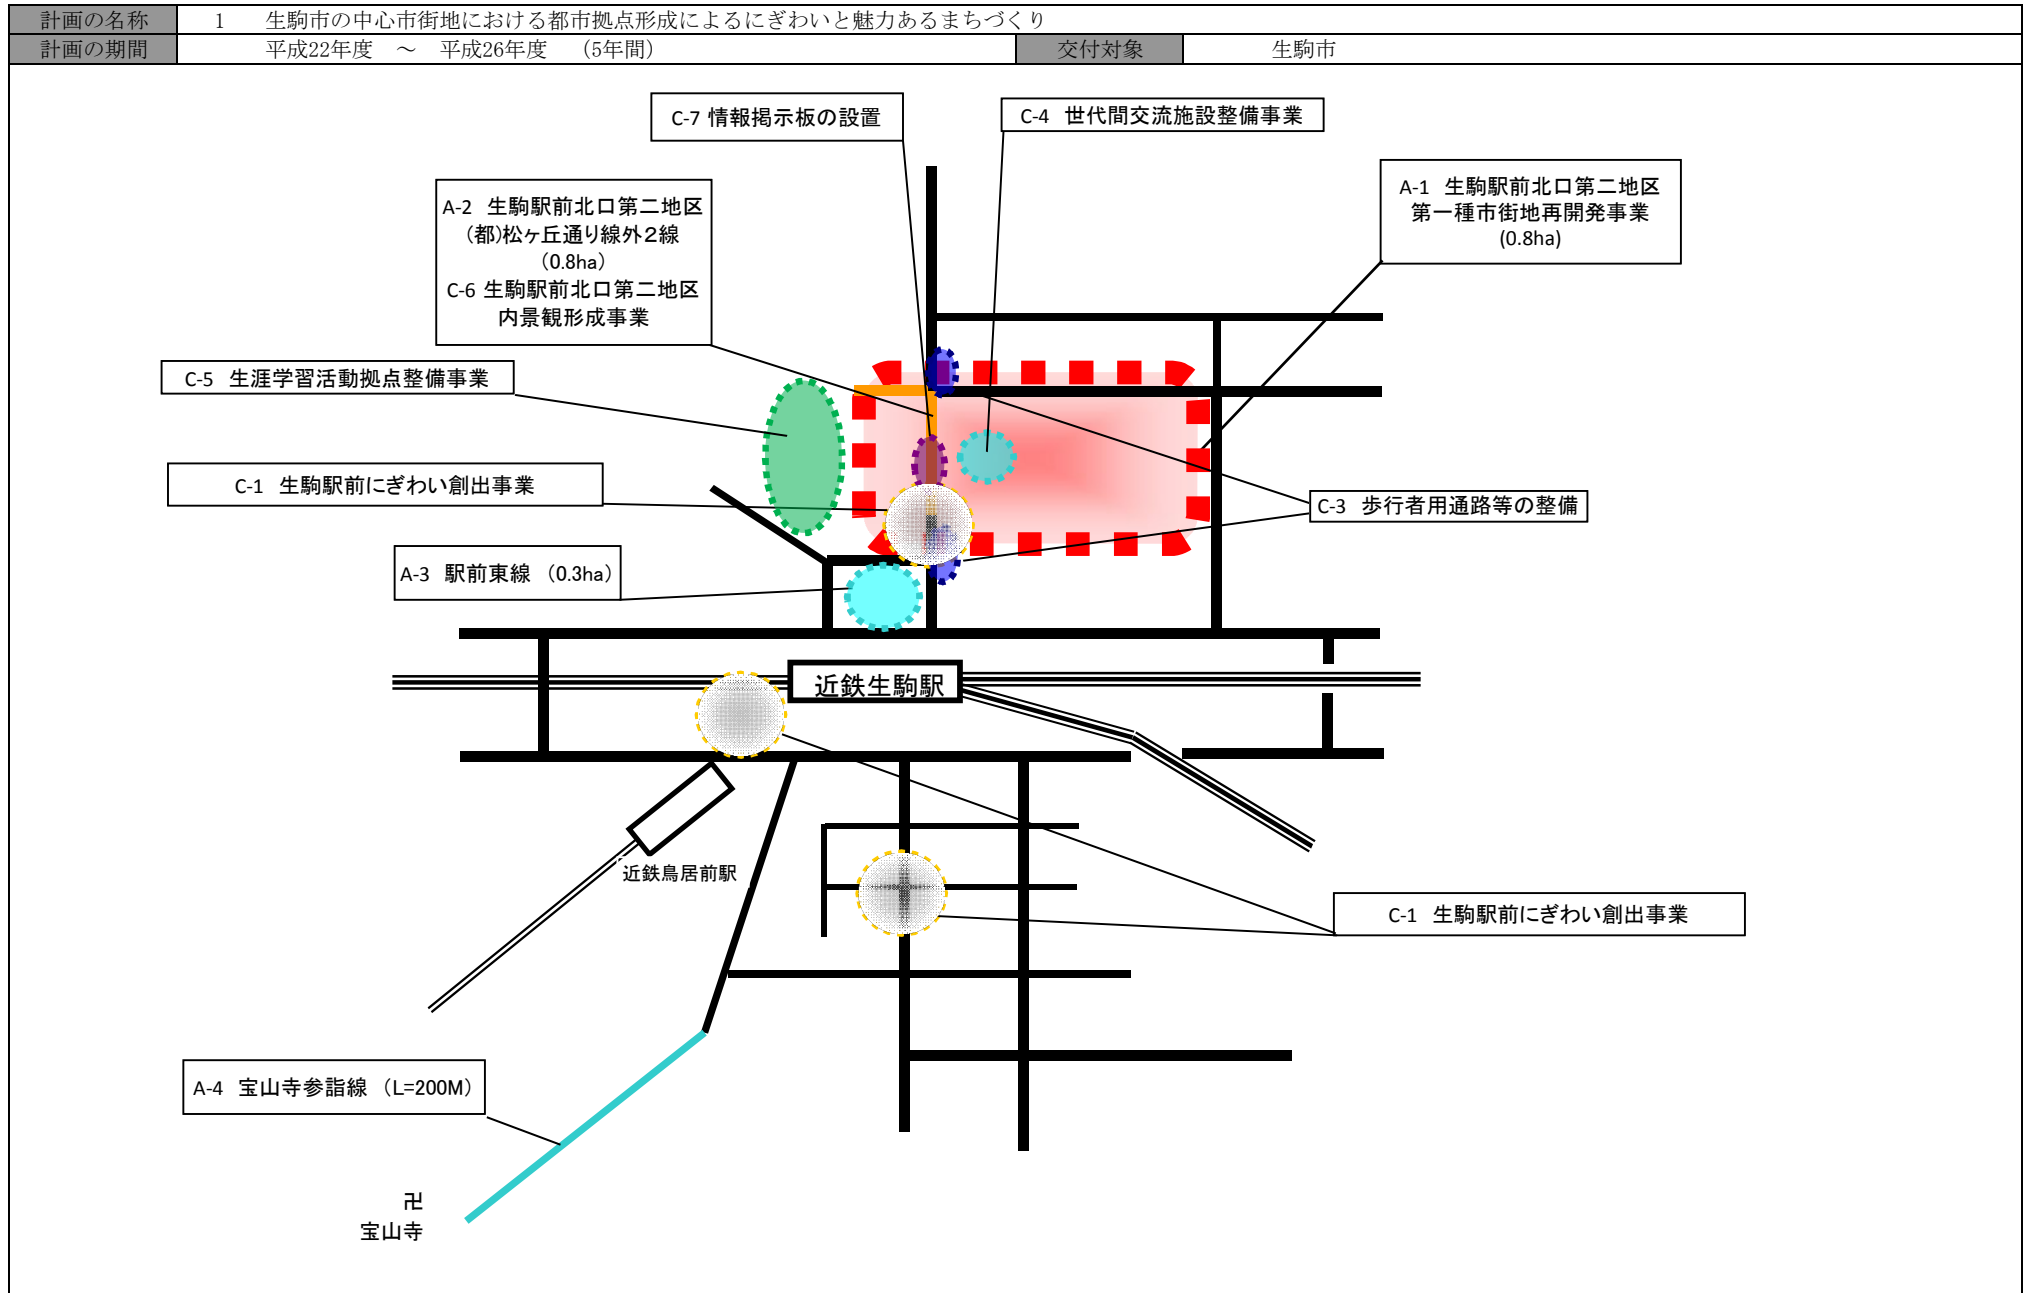 計画の名称 1 生駒市の中心市街地における都市拠点形成によるにぎわいと魅力あるまちづくり
計画の期間 平成22年度 ～ 平成26年度 （5年間） 交付対象 生駒市
C-7 情報掲示板の設置
C-4 世代間交流施設整備事業
A-1 生駒駅前北口第二地区
第一種市街地再開発事業
(0.8ha)
A-2 生駒駅前北口第二地区
（都）松ヶ丘通り線外２線
（0.8ha）
C-6 生駒駅前北口第二地区
内景観形成事業
C-5 生涯学習活動拠点整備事業
C-1 生駒駅前にぎわい創出事業
C-3 歩行者用通路等の整備
A-3 駅前東線 （0.3ha）
近鉄生駒駅
近鉄鳥居前駅
C-1 生駒駅前にぎわい創出事業
A-4 宝山寺参詣線 （L=200M）
卍
宝山寺